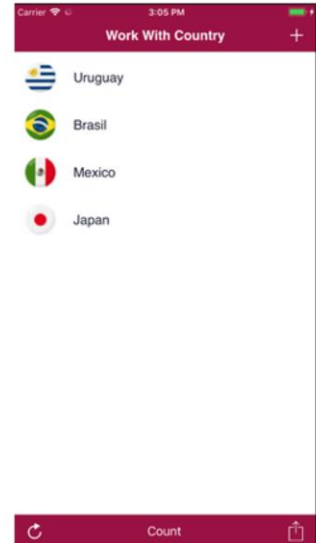 Carrier 3:05 PM
Work With Country +
Uruguay
Brasil
Mexico
Japan
Count